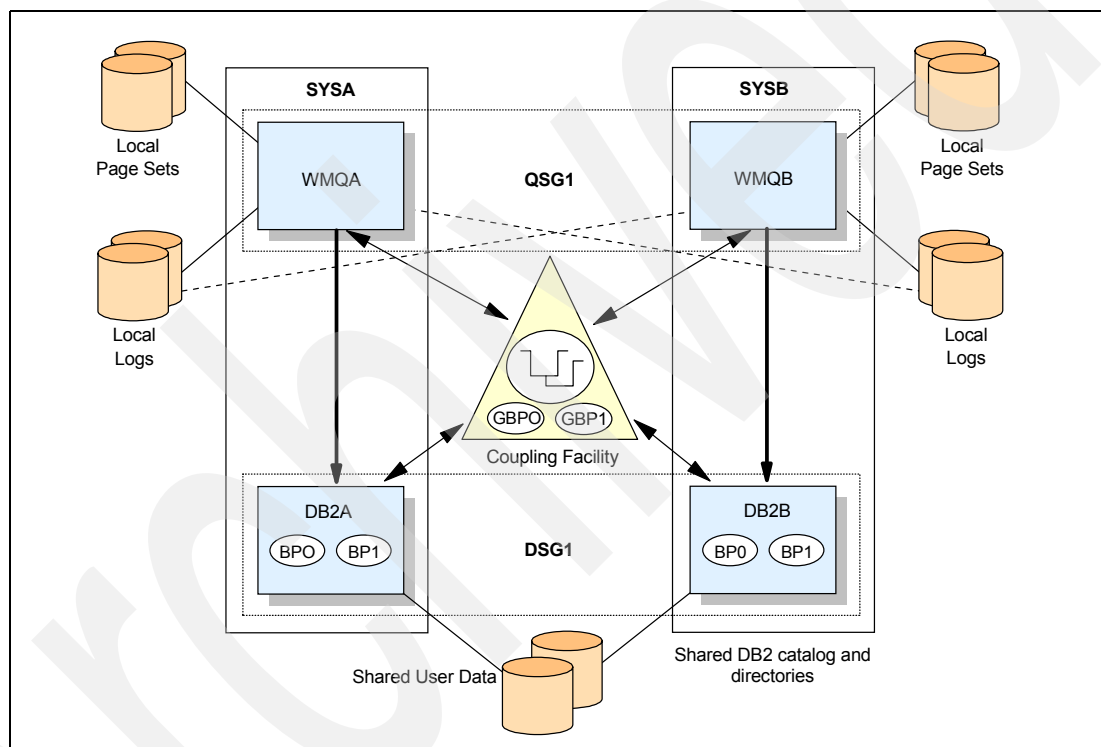 SYSA
SYSB
Local
Page Sets
Local
Page Sets
WMQA
QSG1
WMQB
Local
Logs
Local
Logs
GBPO
GBP1
Coupling Facility
DB2A
BPO
BP1
DSG1
DB2B
BP0
BP1
Shared User Data
Shared DB2 catalog and
directories